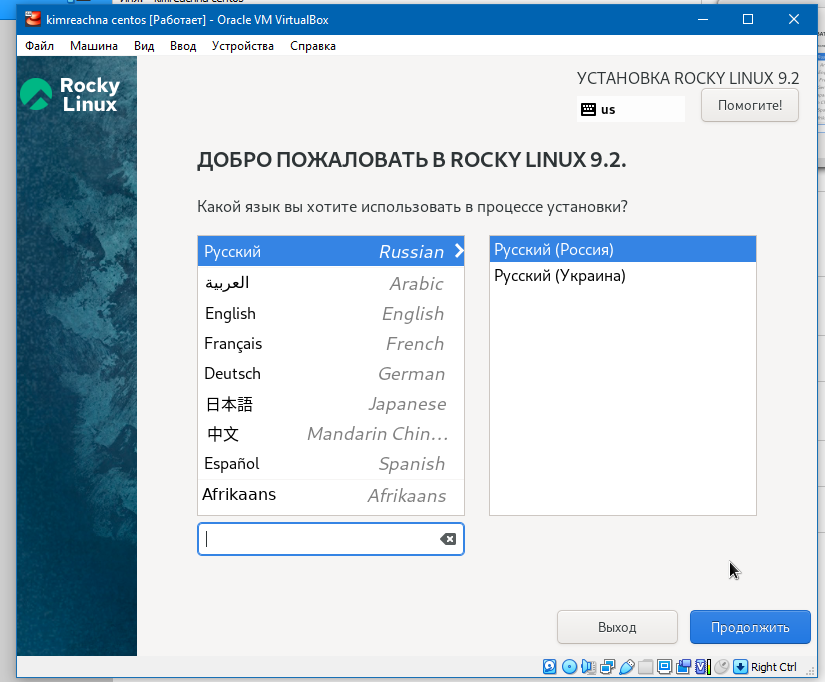 kimreachna centos [Работает] - Oracle VM VirtualBox
Файл Машина Вид Ввод Устройства Справка
Rocky
Linux
УСТАНОВКА ROCKY LINUX 9.2
us
Помогите!
ДОБРО ПОЖАЛОВАТЬ В ROCKY LINUX 9.2.
Какой язык вы хотите использовать в процессе установки?
Русский Russian
العربية Arabic
English English
Français French
Deutsch German
日本語 Japanese
中文 Mandarin Chin...
Español Spanish
Afrikaans Afrikaans
Русский (Россия)
Русский (Украина)
Выход
Продолжить
Right Ctrl